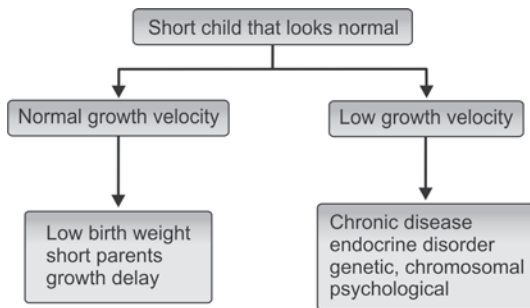 Short child that looks normal
Normal growth velocity
Low growth velocity
Low birth weight
short parents
growth delay
Chronic disease
endocrine disorder
genetic, chromosomal
psychological